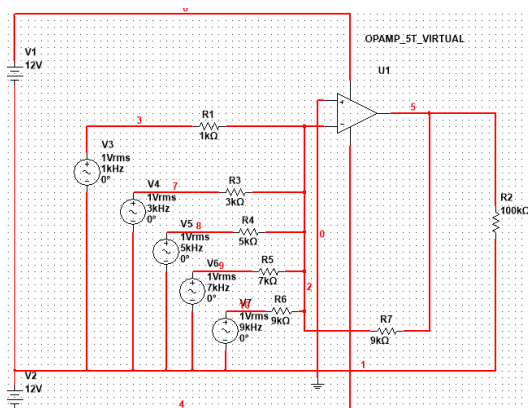 OPAMP_5T_VIRTUAL
U1
V1
12V
5
3
R1
1kΩ
V3
1Vrms
1kHz
0°
7
R3
3kΩ
V4
1Vrms
3kHz
0°
R2
100kΩ
8
R4
5kΩ
V5
1Vrms
5kHz
0°
0
9
R5
7kΩ
V6
1Vrms
7kHz
0°
2
10
R6
9kΩ
V7
1Vrms
9kHz
0°
R7
9kΩ
1
V2
12V
4